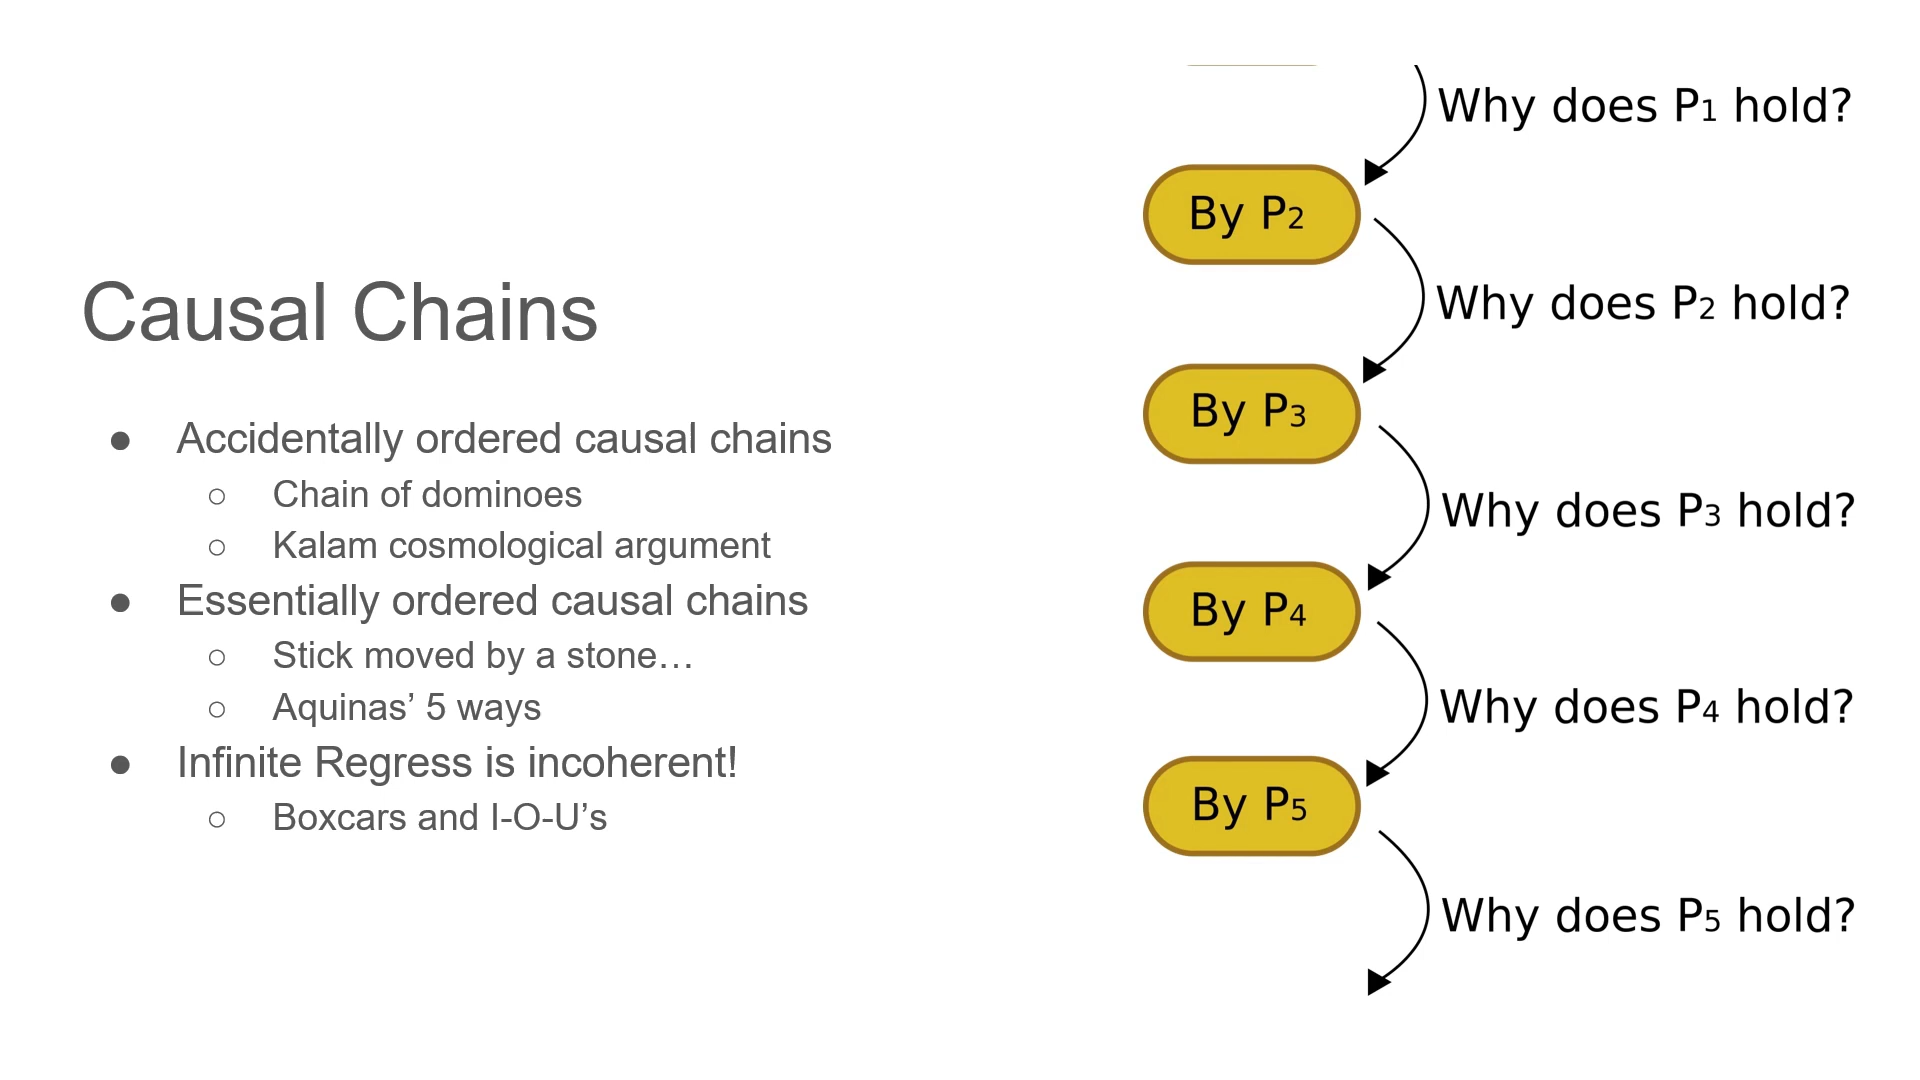 Causal Chains
● Accidentally ordered causal chains
○ Chain of dominoes
○ Kalam cosmological argument
● Essentially ordered causal chains
○ Stick moved by a stone…
○ Aquinas’ 5 ways
● Infinite Regress is incoherent!
○ Boxcars and I-O-U’s
Why does P1 hold?
By P2
Why does P2 hold?
By P3
Why does P3 hold?
By P4
Why does P4 hold?
By P5
Why does P5 hold?